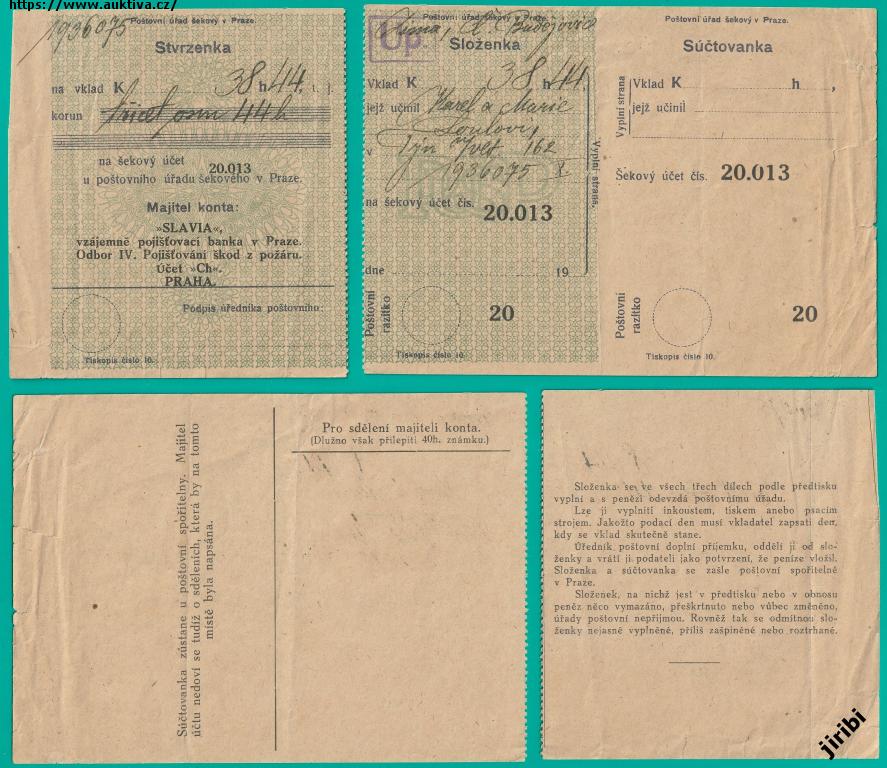 https://www.auktiva.cz/
Poštovní úřad šekový v Praze.
1936075
Stvrzenka
na vklad K 38 h 44. t. j.
korun třicet osm 44 h
na šekový účet 20.013
u poštovního úřadu šekového v Praze.
Majitel konta:
»SLAVIA«,
vzájemně pojišťovací banka v Praze.
Odbor IV. Pojišťování škod z požáru.
Účet »Ch«.
PRAHA.
Podpis úředníka poštovního:
Tiskopis číslo 10.
Poštovní úřad šekový v Praze.
Č. Budějovice
Up.
Složenka
Vklad K 38 h 44.
jejž učinil Karel a Marie
v Týn 162
1936075
na šekový účet čís.
20.013
Vyplní strana.
dne 19
Poštovní
razítko
20
Tiskopis číslo 10.
Poštovní úřad šekový v Praze.
Súčtovanka
Vyplní strana
Vklad K h ,
jejž učinil
Šekový účet čís. 20.013
Poštovní
razítko
20
Tiskopis číslo 10.
Súčtovanka zůstane u poštovní spořitelny. Majitel
účtu nedoví se tudíž o sděleních, která by na tomto
místě byla napsána.
Pro sdělení majiteli konta.
(Dlužno však přilepiti 40h. známku.)
Složenka se ve všech třech dílech podle předtisku
vyplní a s penězi odevzdá poštovnímu úřadu.
Lze ji vyplniti inkoustem, tiskem anebo psacím
strojem. Jakožto podací den musí vkladatel zapsati den,
kdy se vklad skutečně stane.
Úředník poštovní doplní příjemku, oddělí ji od slo-
ženky a vrátí ji podateli jako potvrzení, že peníze vložil.
Složenka a súčtovanka se zašle poštovní spořitelně
v Praze.
Složenek, na nichž jest v předtisku nebo v obnosu
peněz něco vymazáno, přeškrtnuto nebo vůbec změněno,
úřady poštovní nepřijmou. Rovněž tak se odmítnou slo-
ženky nejasně vyplněné, příliš zašpiněné nebo roztrhané.
jiribi